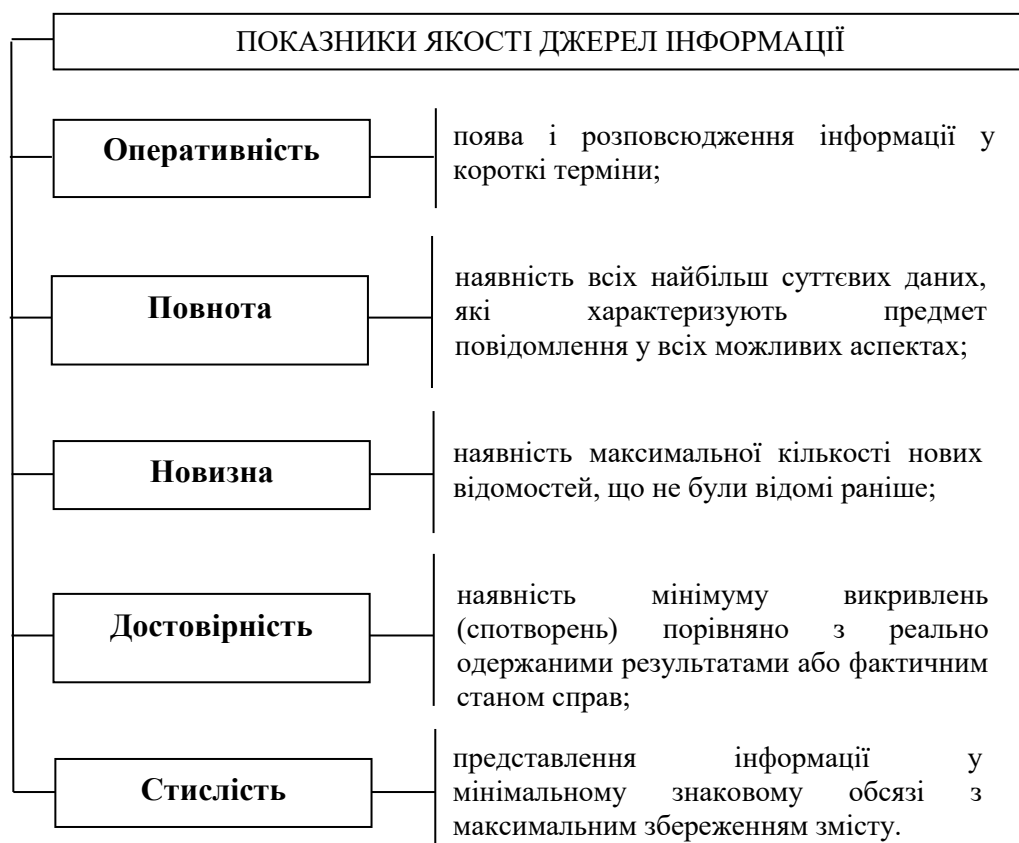 ПОКАЗНИКИ ЯКОСТІ ДЖЕРЕЛ ІНФОРМАЦІЇ
Оперативність
поява і розповсюдження інформації у
короткі терміни;
Повнота
наявність всіх найбільш суттєвих даних,
які характеризують предмет
повідомлення у всіх можливих аспектах;
Новизна
наявність максимальної кількості нових
відомостей, що не були відомі раніше;
Достовірність
наявність мінімуму викривлень
(спотворень) порівняно з реально
одержаними результатами або фактичним
станом справ;
Стислість
представлення інформації у
мінімальному знаковому обсязі з
максимальним збереженням змісту.